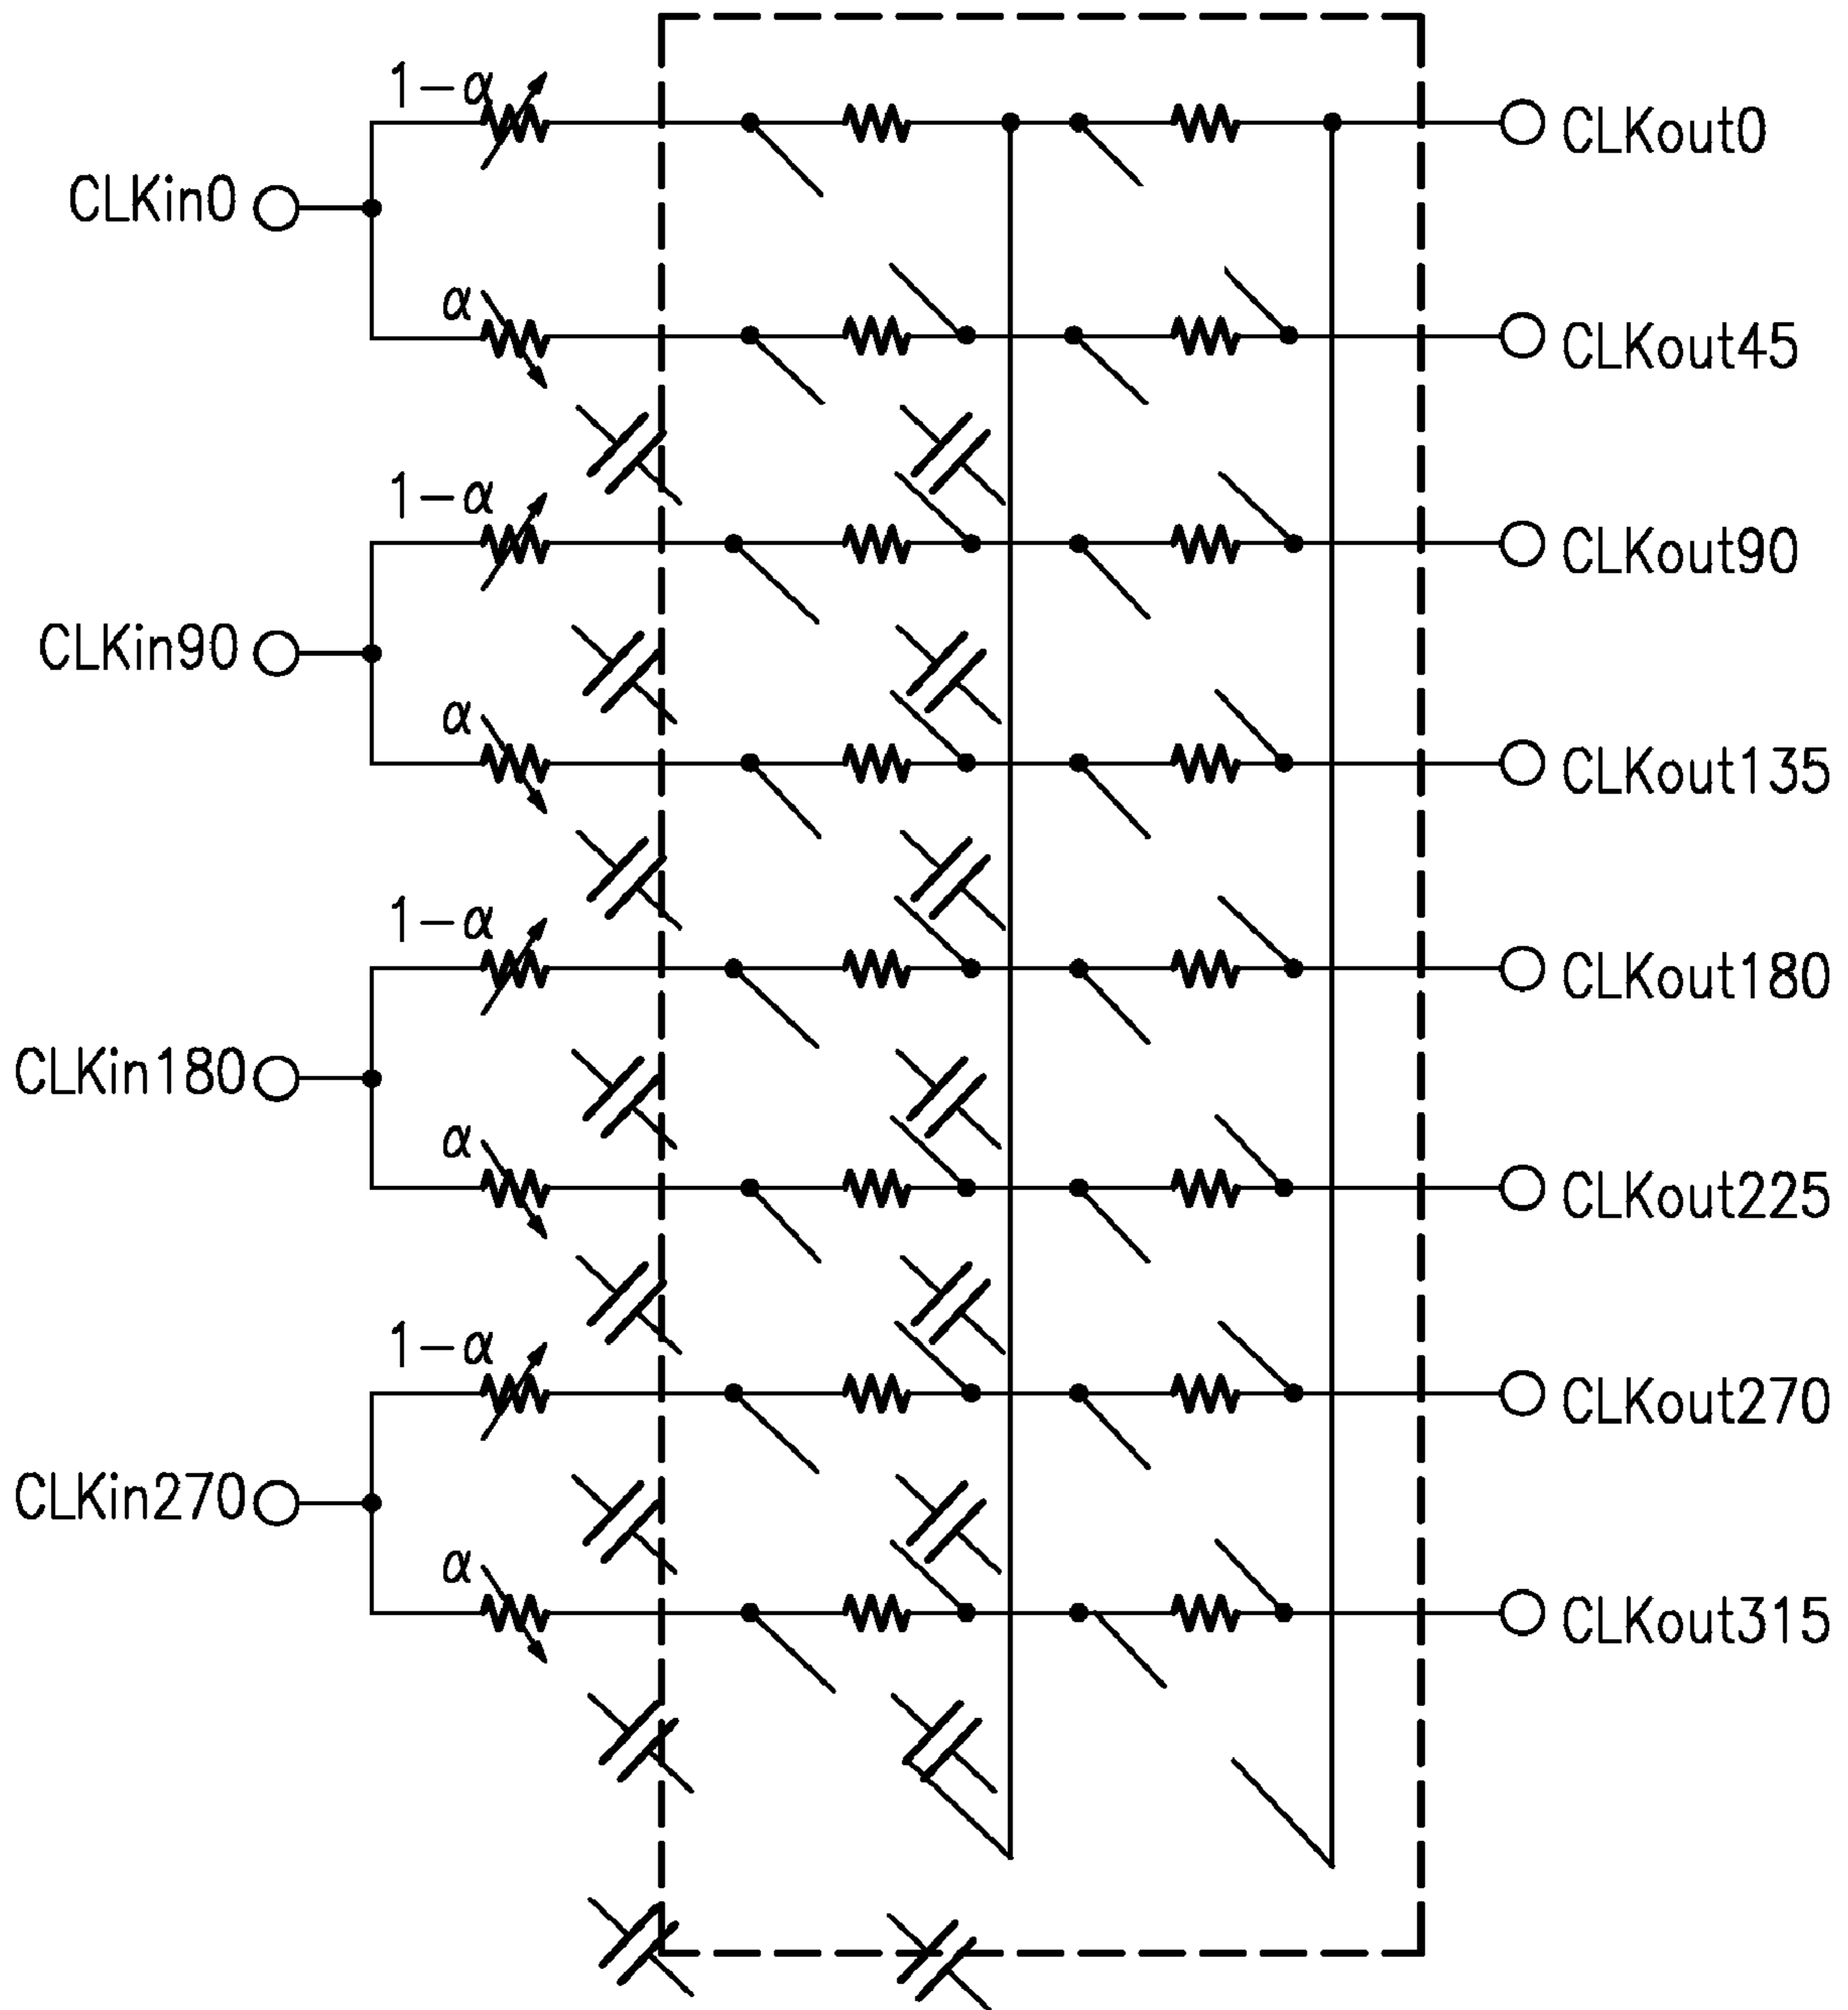 1-α
CLKout0
CLKin0
α
CLKout45
1-α
CLKout90
CLKin90
α
CLKout135
1-α
CLKout180
CLKin180
α
CLKout225
1-α
CLKout270
CLKin270
α
CLKout315